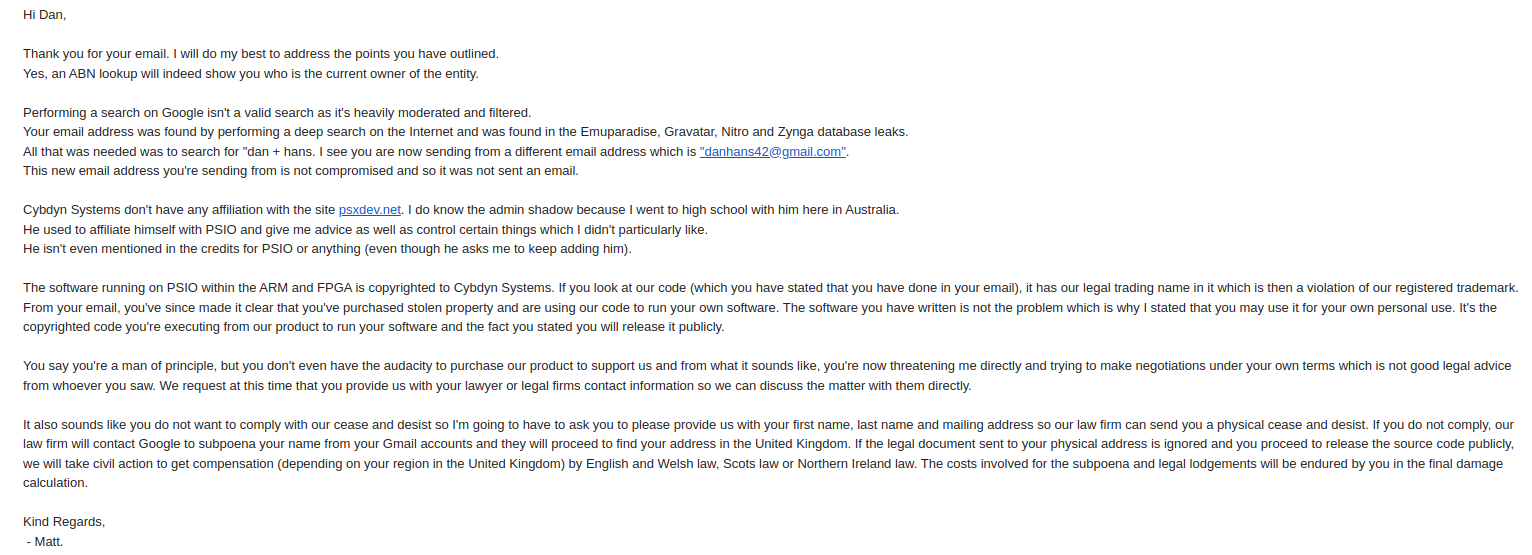 Hi Dan,
Thank you for your email. I will do my best to address the points you have outlined.
Yes, an ABN lookup will indeed show you who is the current owner of the entity.
Performing a search on Google isn't a valid search as it's heavily moderated and filtered.
Your email address was found by performing a deep search on the Internet and was found in the Emuparadise, Gravatar, Nitro and Zynga database leaks.
All that was needed was to search for "dan + hans. I see you are now sending from a different email address which is "danhans42@gmail.com".
This new email address you're sending from is not compromised and so it was not sent an email.
Cybdyn Systems don't have any affiliation with the site psxdev.net. I do know the admin shadow because I went to high school with him here in Australia.
He used to affiliate himself with PSIO and give me advice as well as control certain things which I didn't particularly like.
He isn't even mentioned in the credits for PSIO or anything (even though he asks me to keep adding him).
The software running on PSIO within the ARM and FPGA is copyrighted to Cybdyn Systems. If you look at our code (which you have stated that you have done in your email), it has our legal trading name in it which is then a violation of our registered trademark.
From your email, you've since made it clear that you've purchased stolen property and are using our code to run your own software. The software you have written is not the problem which is why I stated that you may use it for your own personal use. It's the
copyrighted code you're executing from our product to run your software and the fact you stated you will release it publicly.
You say you're a man of principle, but you don't even have the audacity to purchase our product to support us and from what it sounds like, you're now threatening me directly and trying to make negotiations under your own terms which is not good legal advice
from whoever you saw. We request at this time that you provide us with your lawyer or legal firms contact information so we can discuss the matter with them directly.
It also sounds like you do not want to comply with our cease and desist so I'm going to have to ask you to please provide us with your first name, last name and mailing address so our law firm can send you a physical cease and desist. If you do not comply, our
law firm will contact Google to subpoena your name from your Gmail accounts and they will proceed to find your address in the United Kingdom. If the legal document sent to your physical address is ignored and you proceed to release the source code publicly,
we will take civil action to get compensation (depending on your region in the United Kingdom) by English and Welsh law, Scots law or Northern Ireland law. The costs involved for the subpoena and legal lodgements will be endured by you in the final damage
calculation.
Kind Regards,
- Matt.